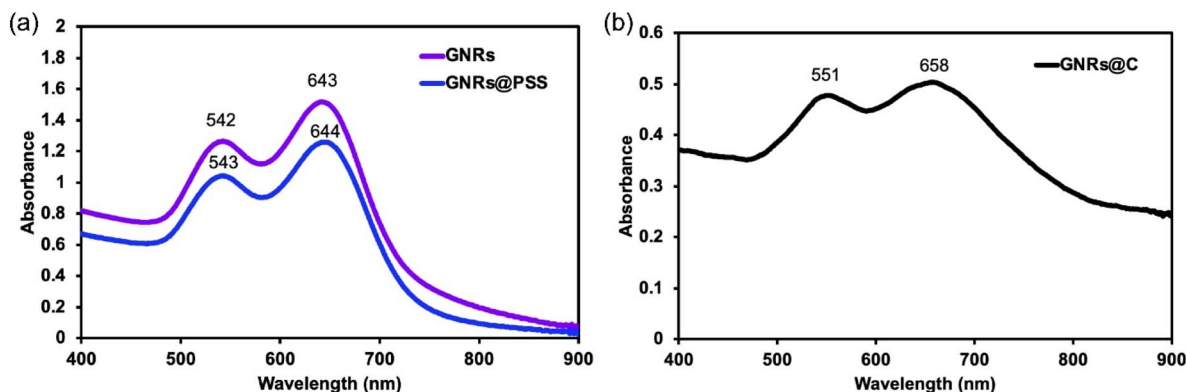 (a)
2
1.8
1.6
1.4
1.2
1
0.8
0.6
0.4
0.2
0
Absorbance
GNRs
GNRs@PSS
542
543
643
644
400 500 600 700 800 900
Wavelength (nm)
(b)
0.6
0.5
0.4
0.3
0.2
0.1
0
Absorbance
GNRs@C
551
658
400 500 600 700 800 900
Wavelength (nm)